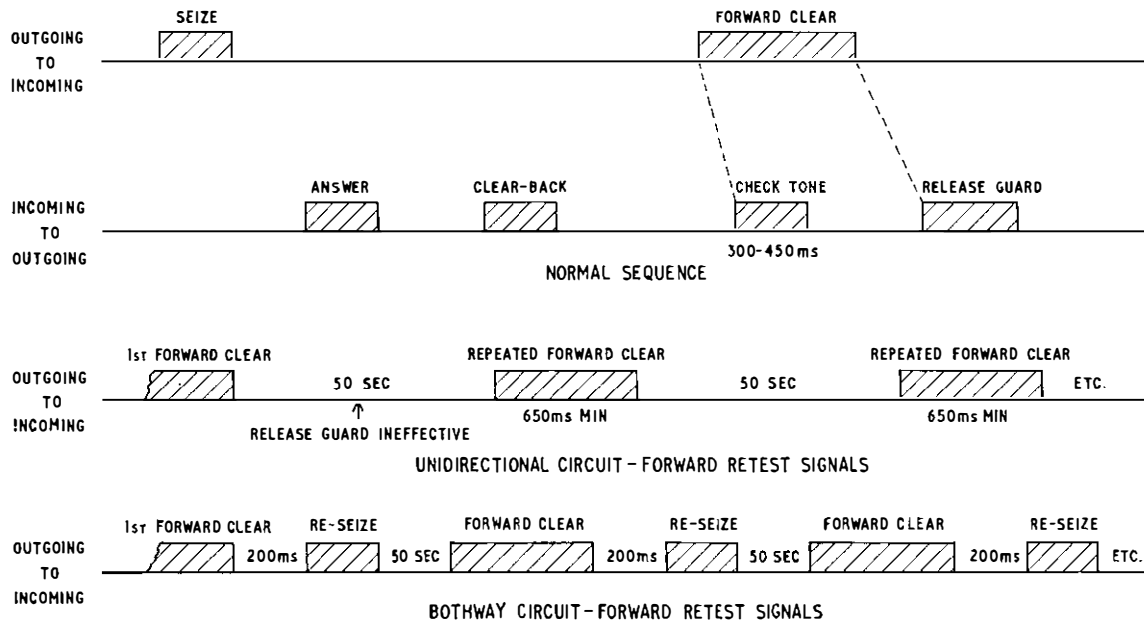 SEIZE
FORWARD CLEAR
OUTGOING
TO
INCOMING
ANSWER
CLEAR-BACK
CHECK TONE
RELEASE GUARD
INCOMING
TO
OUTGOING
300-450ms
NORMAL SEQUENCE
1ST FORWARD CLEAR
REPEATED FORWARD CLEAR
REPEATED FORWARD CLEAR
OUTGOING
TO
INCOMING
50 SEC
50 SEC
ETC.
RELEASE GUARD INEFFECTIVE
650ms MIN
650ms MIN
UNIDIRECTIONAL CIRCUIT – FORWARD RETEST SIGNALS
1ST FORWARD CLEAR
RE-SEIZE
FORWARD CLEAR
RE-SEIZE
FORWARD CLEAR
RE-SEIZE
OUTGOING
TO
INCOMING
200ms
50 SEC
200ms
50 SEC
200ms
ETC.
BOTHWAY CIRCUIT – FORWARD RETEST SIGNALS